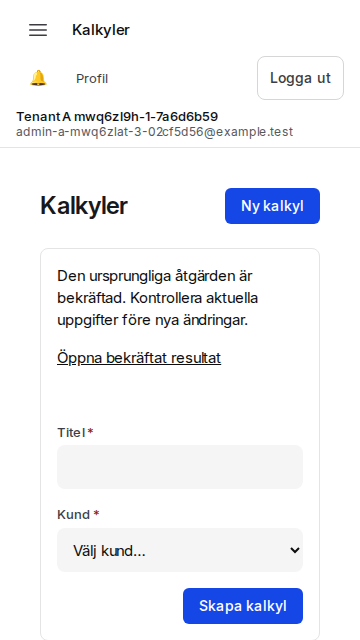 Kalkyler
Profil
Logga ut
Tenant A mwq6zl9h-1-7a6d6b59
admin-a-mwq6zlat-3-02cf5d56@example.test
Kalkyler
Ny kalkyl
Den ursprungliga åtgärden är
bekräftad. Kontrollera aktuella
uppgifter före nya ändringar.
Öppna bekräftat resultat
Titel *
Kund *
Välj kund...
Skapa kalkyl